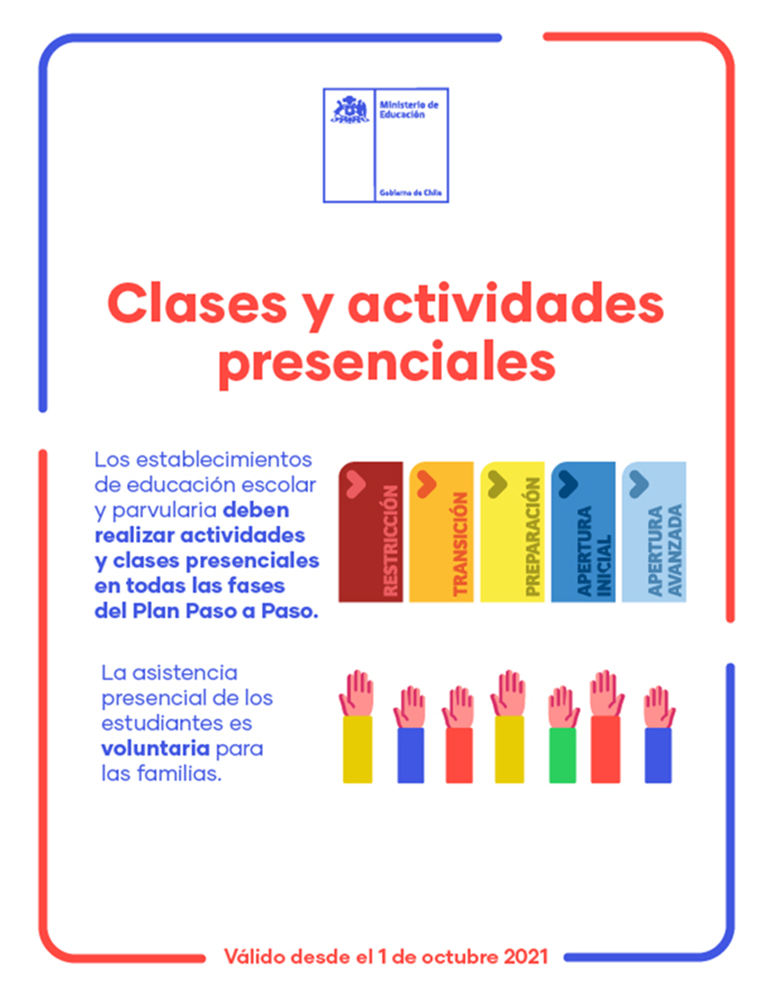 Ministerio de
Educación
Gobierno de Chile
Clases y actividades
presenciales
Los establecimientos
de educación escolar
y parvularia deben
realizar actividades
y clases presenciales
en todas las fases
del Plan Paso a Paso.
RESTRICCIÓN
TRANSICIÓN
PREPARACIÓN
APERTURA
INICIAL
APERTURA
AVANZADA
La asistencia
presencial de los
estudiantes es
voluntaria para
las familias.
Válido desde el 1 de octubre 2021